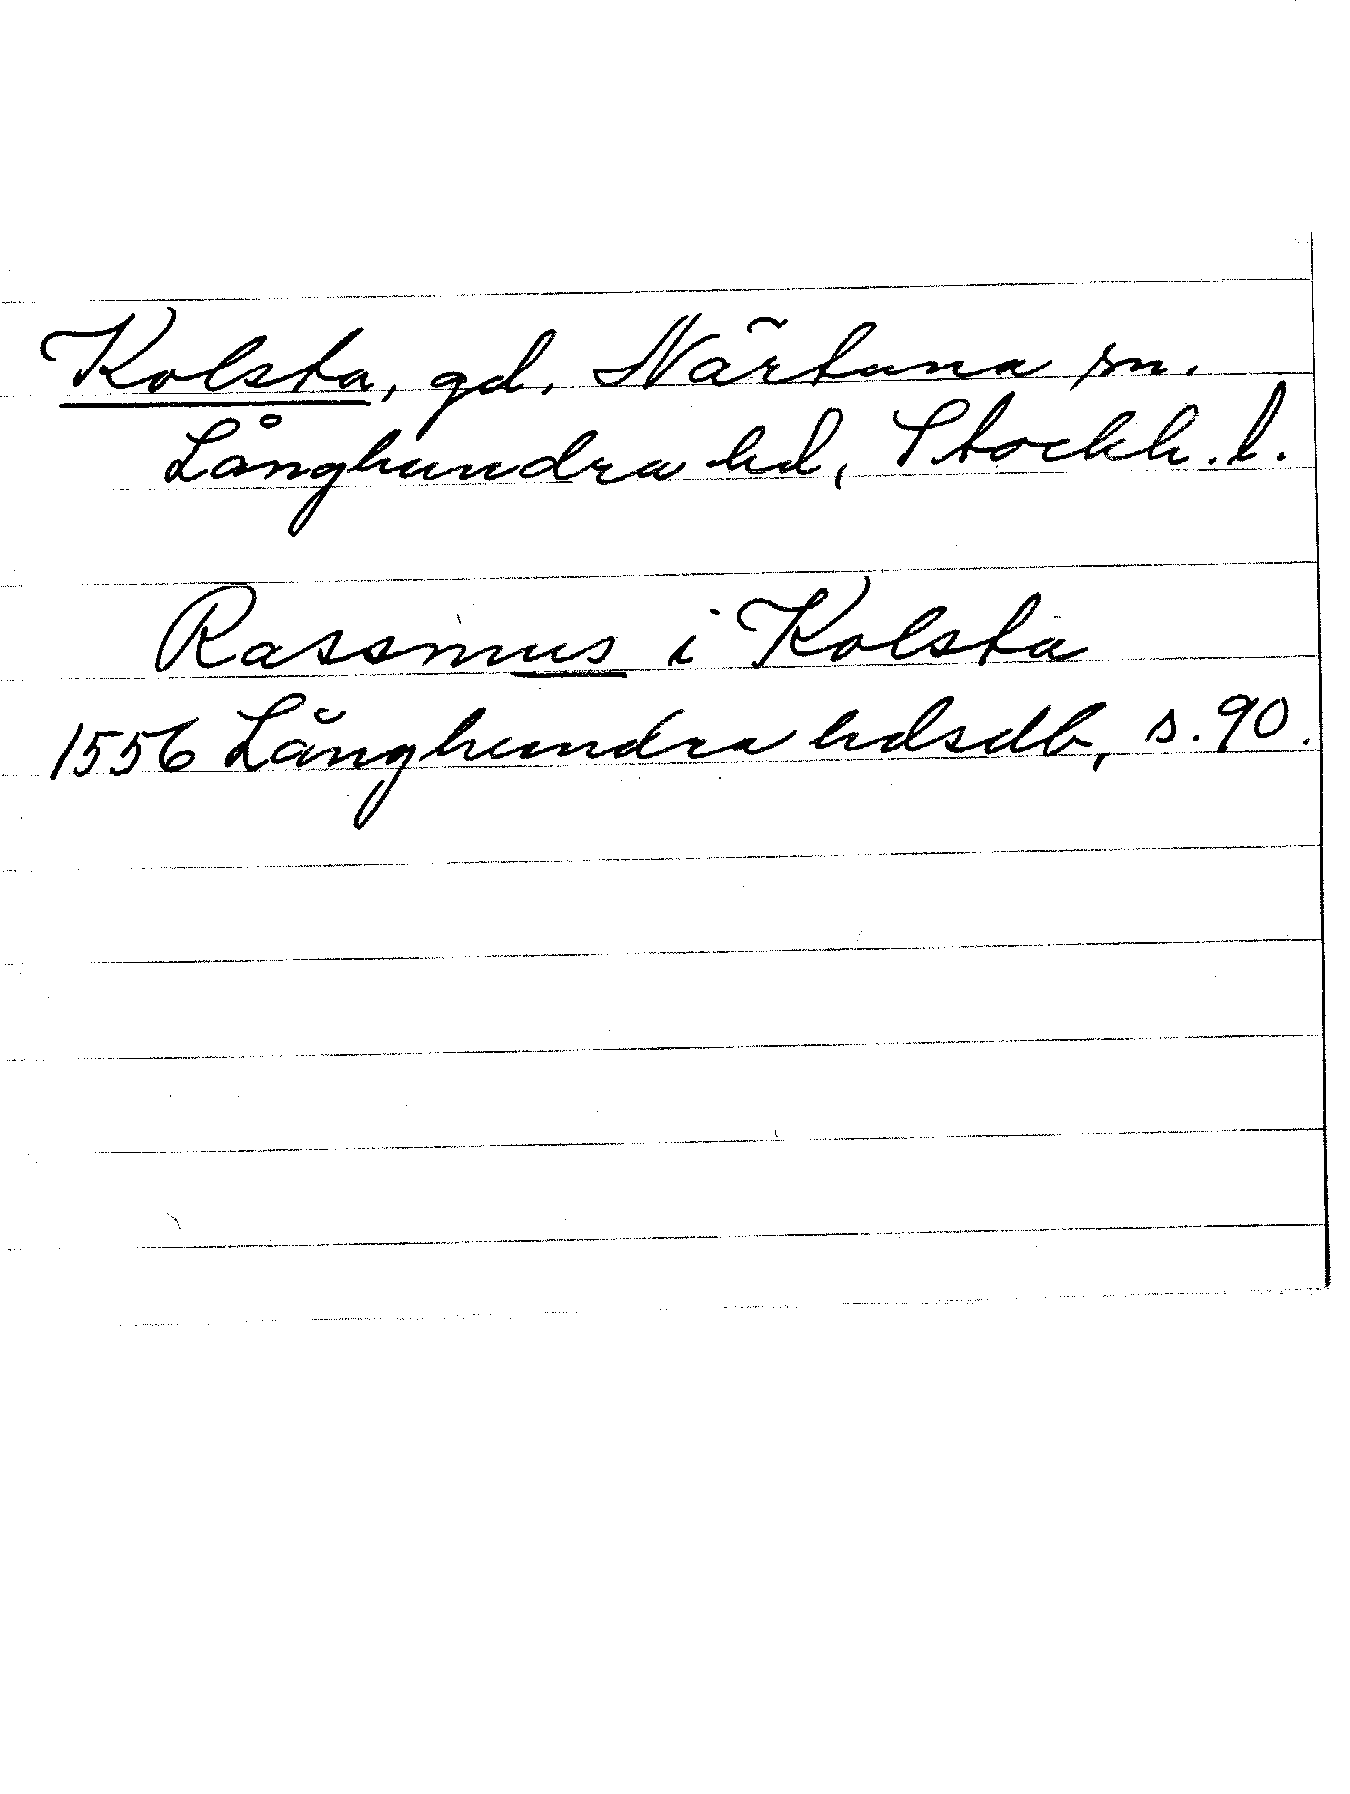 Kolsta, gd. Närtuna sn.
Långhundra hd, Stockh. l.
Rassmus i Kolsta
1556 Långhundra hdsdb, s. 90.